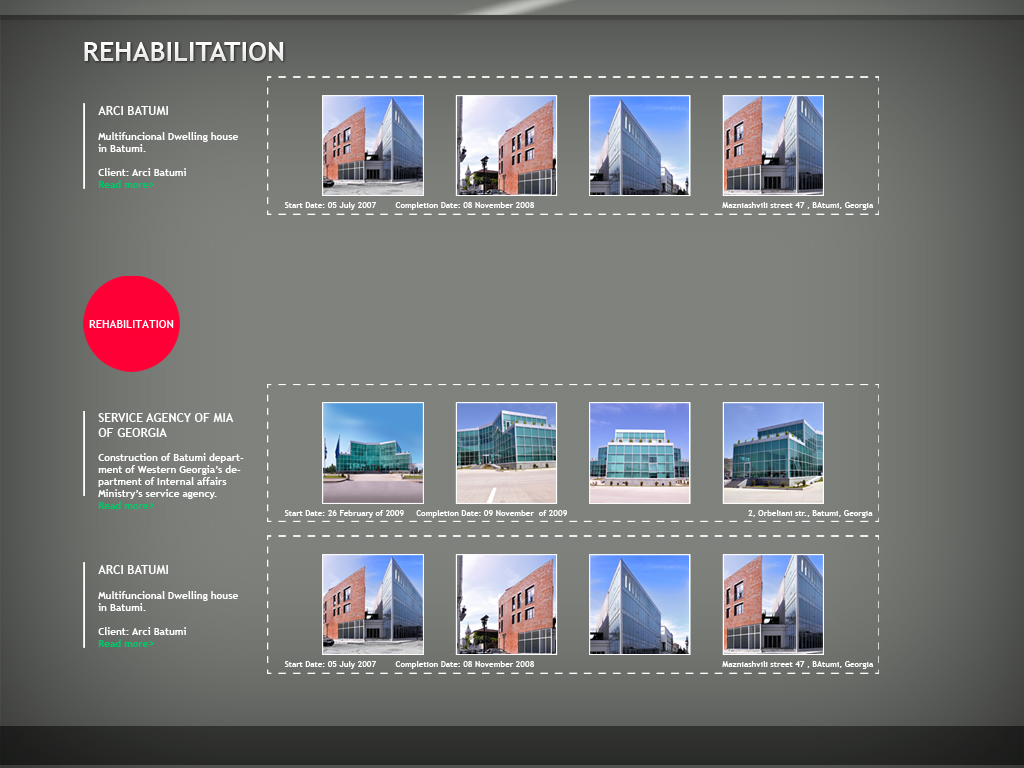 REHABILITATION
ARCI BATUMI
Multifuncional Dwelling house
in Batumi.
Client: Arci Batumi
Read more>
Start Date: 05 July 2007 Completion Date: 08 November 2008 Mazniashvili street 47 , BAtumi, Georgia
REHABILITATION
SERVICE AGENCY OF MIA
OF GEORGIA
Construction of Batumi depart-
ment of Western Georgia's de-
partment of Internal affairs
Ministry's service agency.
Read more>
Start Date: 26 February of 2009 Completion Date: 09 November of 2009 2, Orbeliani str., Batumi, Georgia
ARCI BATUMI
Multifuncional Dwelling house
in Batumi.
Client: Arci Batumi
Read more>
Start Date: 05 July 2007 Completion Date: 08 November 2008 Mazniashvili street 47 , BAtumi, Georgia